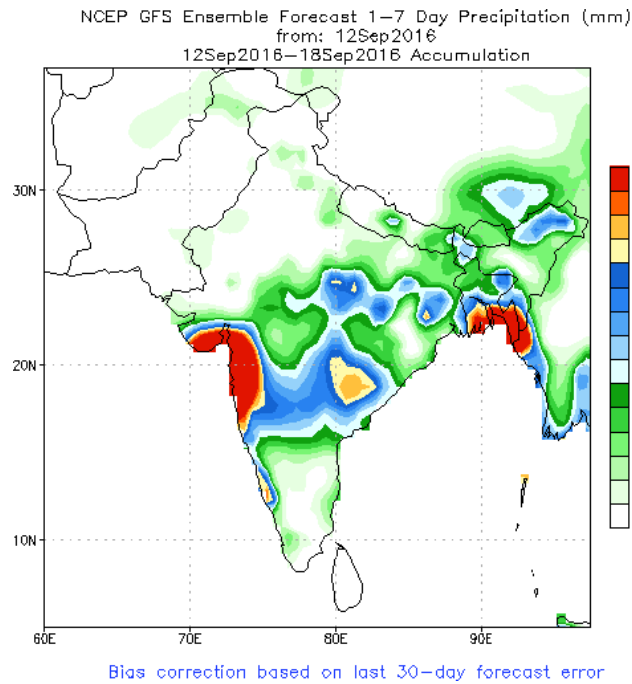 NCEP GFS Ensemble Forecast 1-7 Day Precipitation (mm)
from: 12Sep2016
12Sep2016-18Sep2016 Accumulation
30N
20N
10N
60E
70E
80E
90E
Bias correction based on last 30-day forecast error